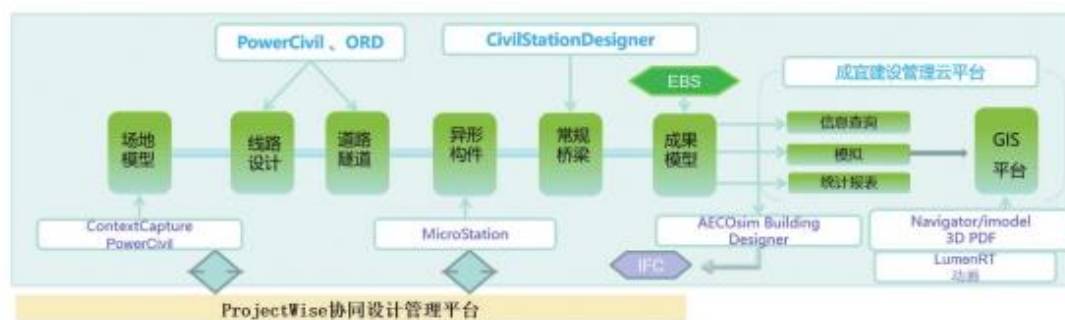 PowerCivil 、ORD
CivilStationDesigner
成宜建设管理云平台
EBS
场地
模型
线路
设计
道路
隧道
异形
构件
常规
桥梁
成果
模型
信息查询
模拟
统计报表
GIS
平台
ContextCapture
PowerCivil
MicroStation
AECOsim Building
Designer
Navigator/imodel
3D PDF
IFC
LumenRT
动画
ProjectWise协同设计管理平台